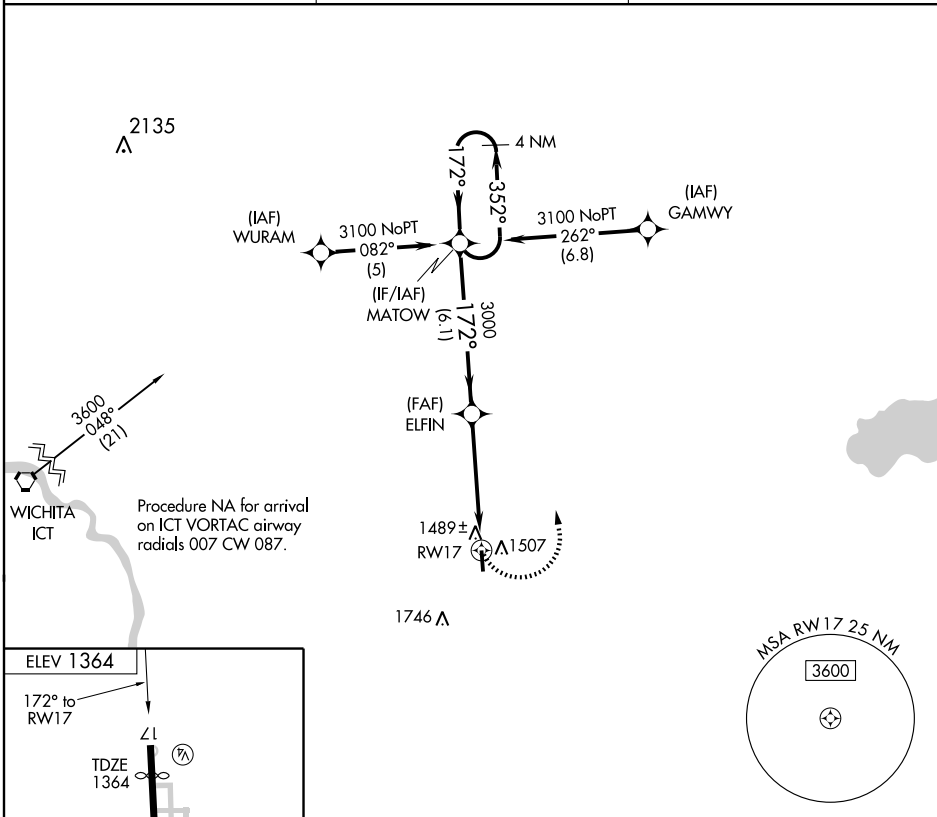 2135
4 NM
172°
352°
(IAF)
GAMWY
(IAF)
WURAM
3100 NoPT
082°
(5)
3100 NoPT
262°
(6.8)
(IF/IAF)
MATOW
3000
172°
(6.1)
3600
048°
(21)
(FAF)
ELFIN
WICHITA
ICT
Procedure NA for arrival
on ICT VORTAC airway
radials 007 CW 087.
1489±
RW17
1507
1746
MSA RW17 25 NM
3600
ELEV 1364
172° to
RW17
17
V4
TDZE
1364